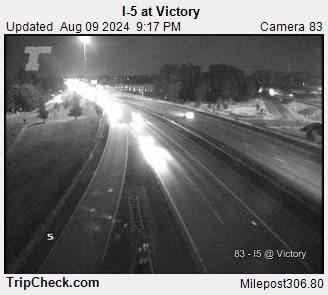 I-5 at Victory
Updated Aug 09 2024 9:17 PM Camera 83
T
S
83 - I5 @ Victory
TripCheck.com Milepost306.80